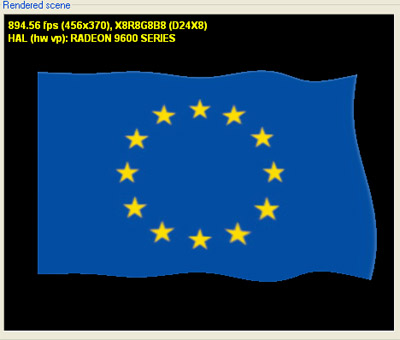 Rendered scene
894.56 fps (456x370), X8R8G8B8 (D24X8)
HAL (hw vp): RADEON 9600 SERIES